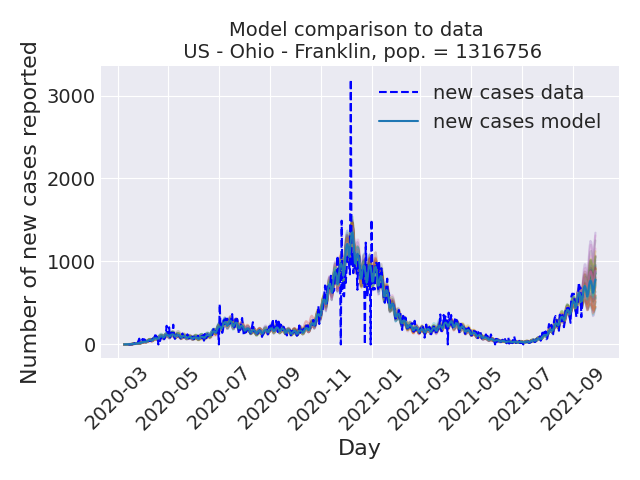 Model comparison to data
US - Ohio - Franklin, pop. = 1316756
Number of new cases reported
3000
2000
1000
0
new cases data
new cases model
2020-03
2020-05
2020-07
2020-09
2020-11
2021-01
2021-03
2021-05
2021-07
2021-09
Day